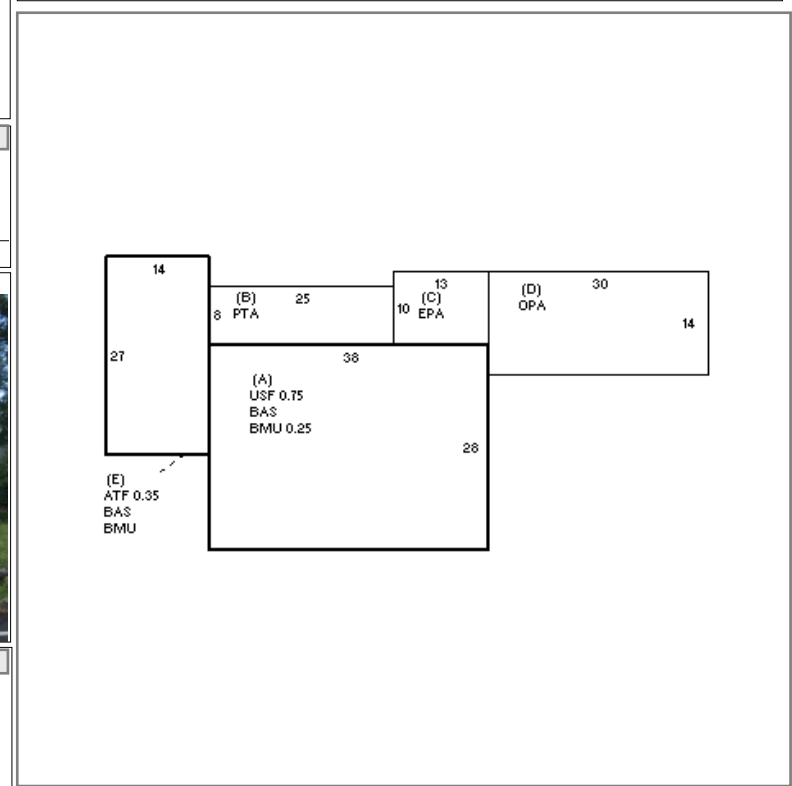 14
27
(B)
PTA
25
8
13
(C)
EPA
10
(D)
OPA
30
14
38
(A)
USF 0.75
BAS
BMU 0.25
28
(E)
ATF 0.35
BAS
BMU